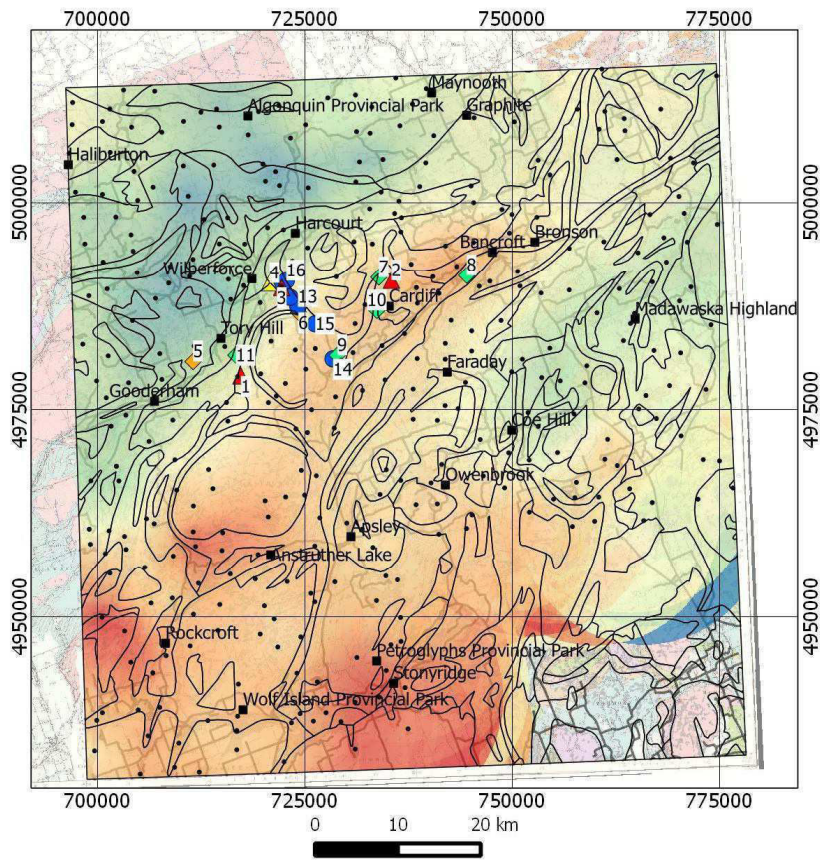 700000 725000 750000 775000
Maynooth
Algonquin Provincial Park
Graphite
Haliburton
5000000
5000000
Harcourt
Bronson
Bancroft
Wilberforce
4
16
7
2
8
3
13
10
Cardiff
6
15
Madawaska Highland
Tory Hill
5
11
9
14
Faraday
1
Gooderham
4975000
4975000
Coe Hill
Owenbrook
Apsley
Anstruther Lake
4950000
4950000
Rockcroft
Petroglyphs Provincial Park
Stonyridge
Wolf Island Provincial Park
700000 725000 750000 775000
0 10 20 km